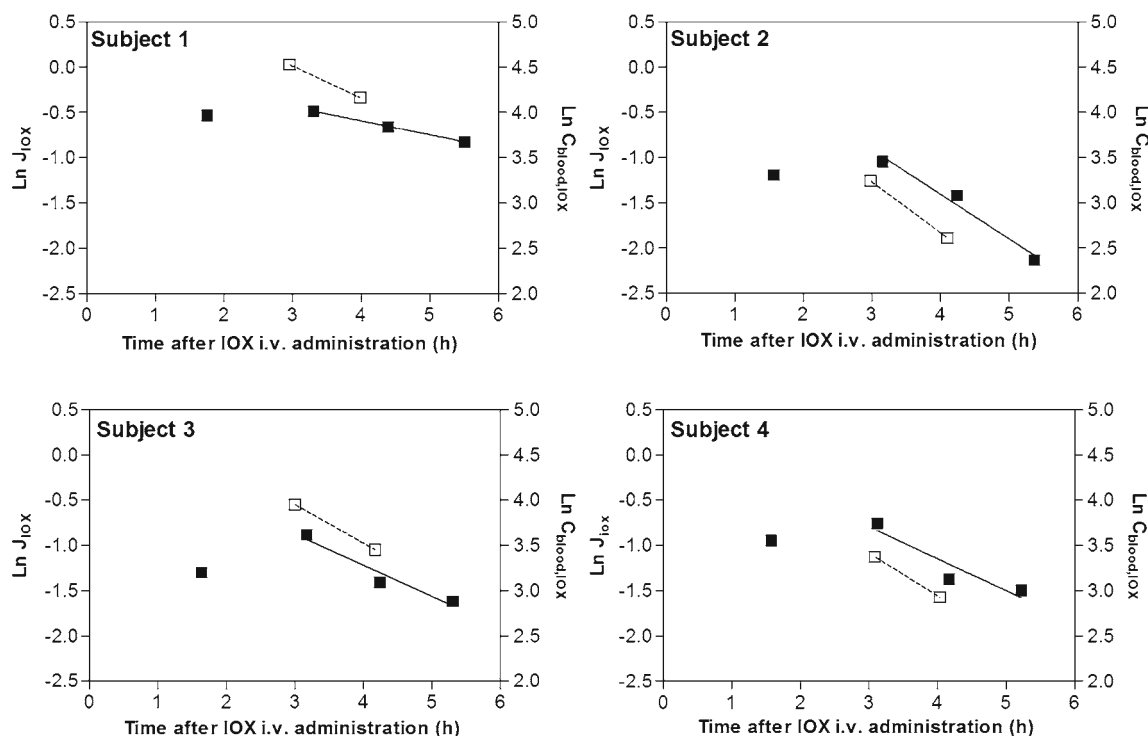 Subject 1
Ln J_IOX
0.5
0.0
-0.5
-1.0
-1.5
-2.0
-2.5
5.0
4.5
4.0
3.5
3.0
2.5
2.0
Ln C_blood,IOX
0 1 2 3 4 5 6
Time after IOX i.v. administration (h)
Subject 2
Ln J_IOX
0.5
0.0
-0.5
-1.0
-1.5
-2.0
-2.5
5.0
4.5
4.0
3.5
3.0
2.5
2.0
Ln C_blood,IOX
0 1 2 3 4 5 6
Time after IOX i.v. administration (h)
Subject 3
Ln J_IOX
0.5
0.0
-0.5
-1.0
-1.5
-2.0
-2.5
5.0
4.5
4.0
3.5
3.0
2.5
2.0
Ln C_blood,IOX
0 1 2 3 4 5 6
Time after IOX i.v. administration (h)
Subject 4
Ln J_IOX
0.5
0.0
-0.5
-1.0
-1.5
-2.0
-2.5
5.0
4.5
4.0
3.5
3.0
2.5
2.0
Ln C_blood,IOX
0 1 2 3 4 5 6
Time after IOX i.v. administration (h)